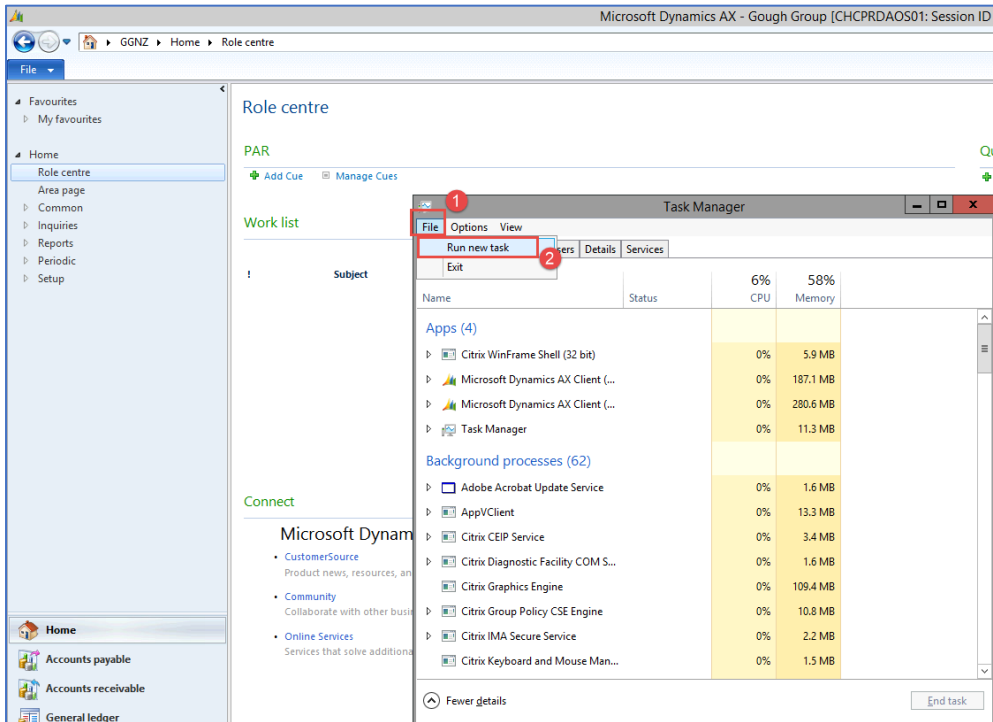 Microsoft Dynamics AX - Gough Group [CHCPRDAOS01: Session ID
GGNZ Home Role centre
File
Favourites
My favourites
Home
Role centre
Area page
Common
Inquiries
Reports
Periodic
Setup
Role centre
PAR
Add Cue Manage Cues
Work list
! Subject
Connect
Microsoft Dynam
• CustomerSource
Product news, resources, an
• Community
Collaborate with other busi
• Online Services
Services that solve additiona
Home
Accounts payable
Accounts receivable
General ledger
Qu
1
Task Manager
File Options View
Run new task
2
Exit
sers Details Services
6% 58%
Name Status CPU Memory
Apps (4)
Citrix WinFrame Shell (32 bit) 0% 5.9 MB
Microsoft Dynamics AX Client (... 0% 187.1 MB
Microsoft Dynamics AX Client (... 0% 280.6 MB
Task Manager 0% 11.3 MB
Background processes (62)
Adobe Acrobat Update Service 0% 1.6 MB
AppVClient 0% 13.3 MB
Citrix CEIP Service 0% 3.4 MB
Citrix Diagnostic Facility COM S... 0% 1.6 MB
Citrix Graphics Engine 0% 109.4 MB
Citrix Group Policy CSE Engine 0% 10.8 MB
Citrix IMA Secure Service 0% 2.2 MB
Citrix Keyboard and Mouse Man... 0% 1.5 MB
Fewer details
End task